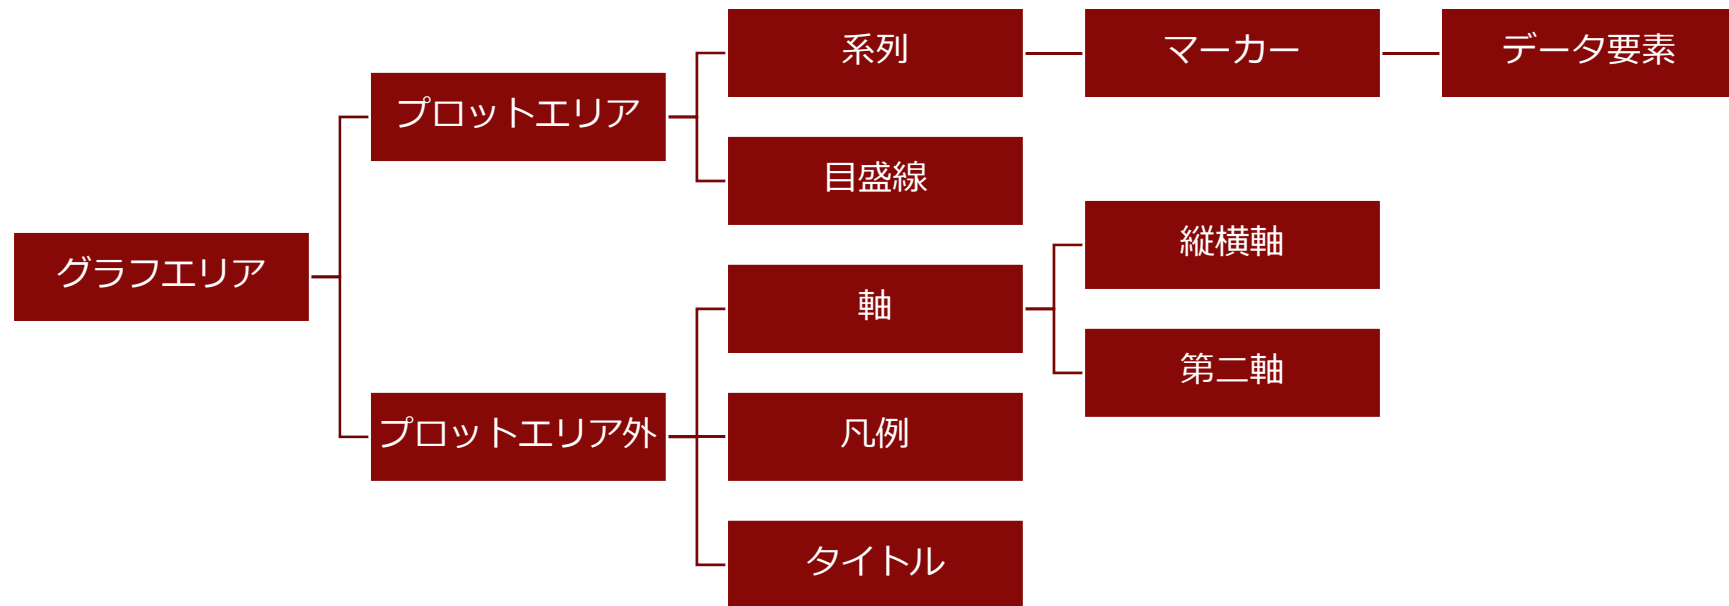 系列
マーカー
データ要素
プロットエリア
目盛線
縦横軸
グラフエリア
軸
第二軸
プロットエリア外
凡例
タイトル